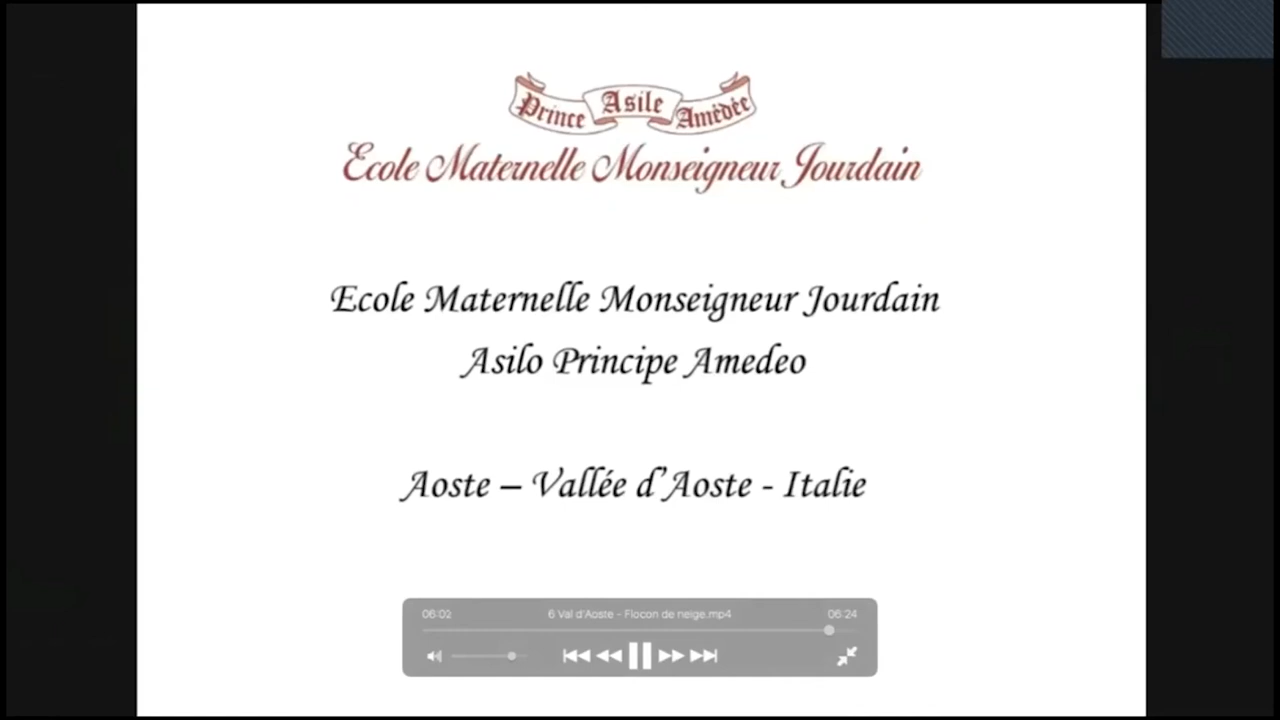 Prince Asile Amédée
Ecole Maternelle Monseigneur Jourdain
Ecole Maternelle Monseigneur Jourdain
Asilo Principe Amedeo
Aoste – Vallée d'Aoste - Italie
06:02 6 Val d'Aoste - Flocon de neige.mp4 06:24